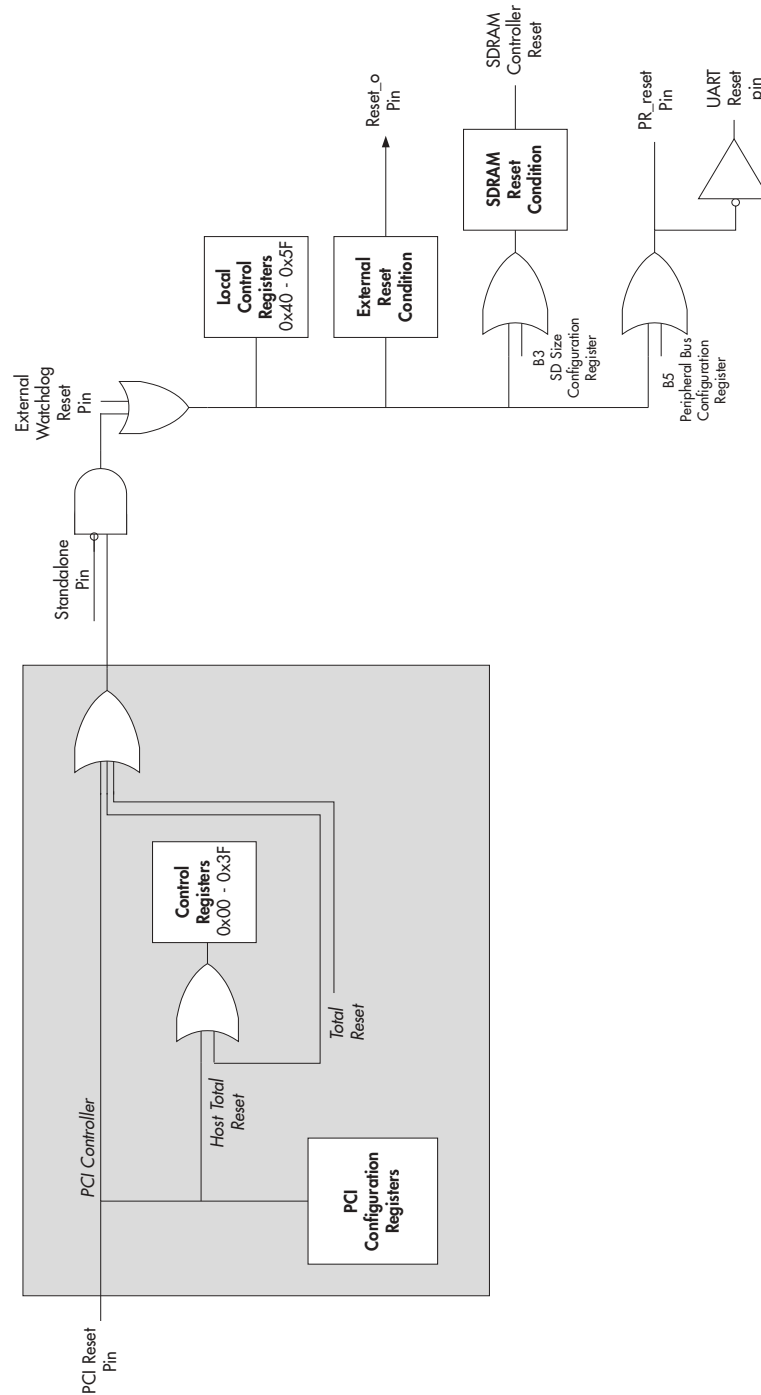 PCI Reset
Pin
PCI Controller
PCI
Configuration
Registers
Host Total
Reset
Control
Registers
0x00 - 0x3F
Total
Reset
Standalone
Pin
External
Watchdog
Reset
Pin
Local
Control
Registers
0x40 - 0x5F
External
Reset
Condition
Reset_o
Pin
B3
SD Size
Configuration
Register
SDRAM
Reset
Condition
SDRAM
Controller
Reset
B5
Peripheral Bus
Configuration
Register
PR_reset
Pin
UART
Reset
pin